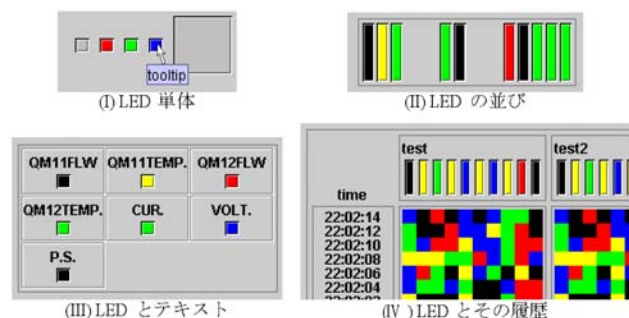 tooltip
(I) LED 単体
(II) LED の並び
QM11FLW QM11TEMP. QM12FLW
QM12TEMP. CUR. VOLT.
P.S.
(III) LED とテキスト
test test2
time
22:02:14
22:02:12
22:02:10
22:02:08
22:02:06
22:02:04
(IV) LED とその履歴